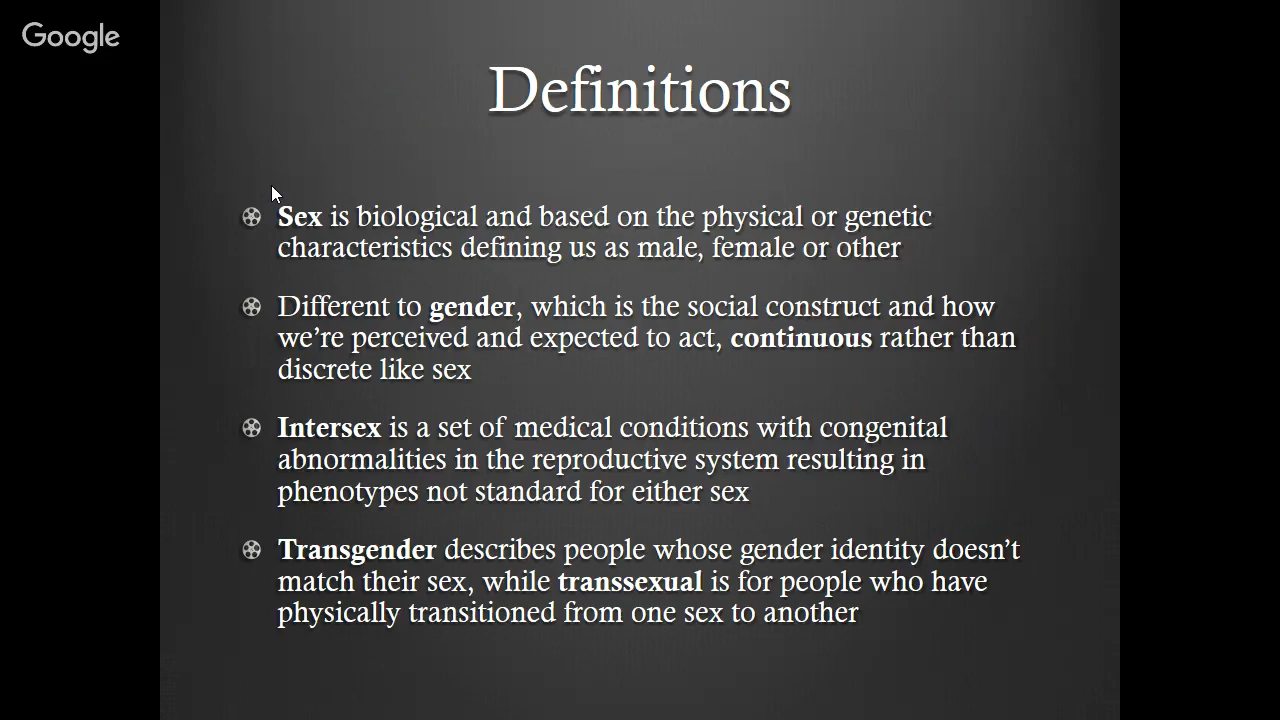 Google
Definitions
Sex is biological and based on the physical or genetic
characteristics defining us as male, female or other
Different to gender, which is the social construct and how
we’re perceived and expected to act, continuous rather than
discrete like sex
Intersex is a set of medical conditions with congenital
abnormalities in the reproductive system resulting in
phenotypes not standard for either sex
Transgender describes people whose gender identity doesn’t
match their sex, while transsexual is for people who have
physically transitioned from one sex to another